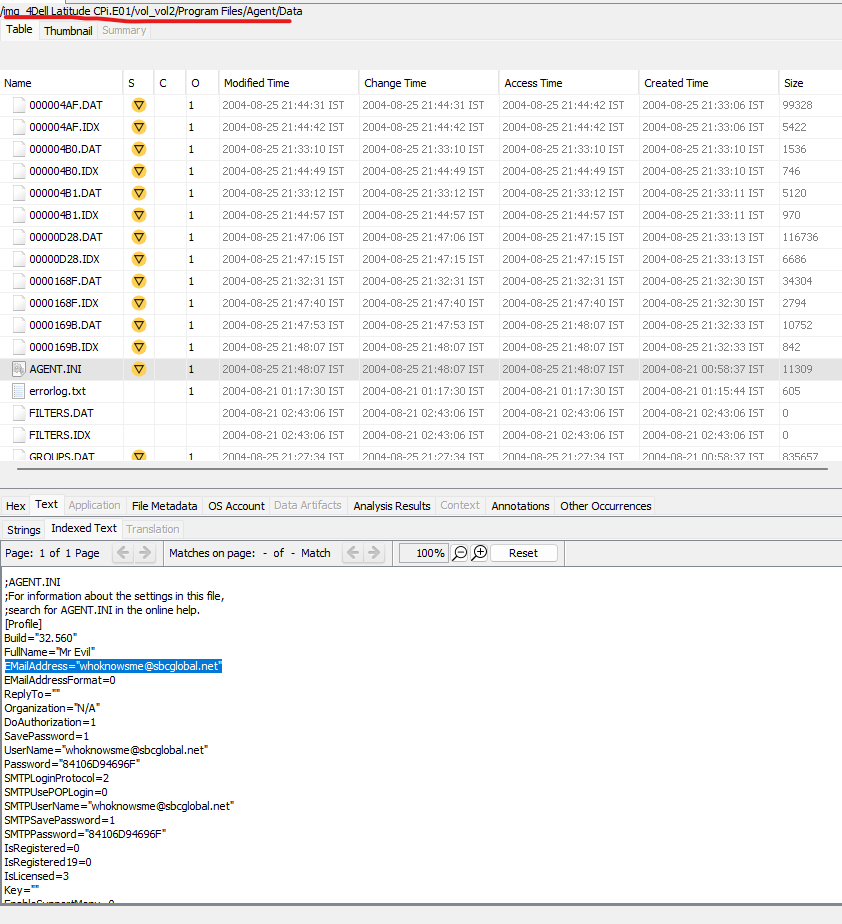 /img_4Dell Latitude CPi.E01/vol_vol2/Program Files/Agent/Data
Table Thumbnail Summary
Name S C O Modified Time Change Time Access Time Created Time Size
000004AF.DAT 1 2004-08-25 21:44:31 IST 2004-08-25 21:44:31 IST 2004-08-25 21:44:42 IST 2004-08-25 21:33:06 IST 99328
000004AF.IDX 1 2004-08-25 21:44:42 IST 2004-08-25 21:44:42 IST 2004-08-25 21:44:42 IST 2004-08-25 21:33:06 IST 5422
000004B0.DAT 1 2004-08-25 21:33:10 IST 2004-08-25 21:33:10 IST 2004-08-25 21:33:10 IST 2004-08-25 21:33:10 IST 1536
000004B0.IDX 1 2004-08-25 21:44:49 IST 2004-08-25 21:44:49 IST 2004-08-25 21:44:49 IST 2004-08-25 21:33:10 IST 746
000004B1.DAT 1 2004-08-25 21:33:12 IST 2004-08-25 21:33:12 IST 2004-08-25 21:33:12 IST 2004-08-25 21:33:11 IST 5120
000004B1.IDX 1 2004-08-25 21:44:57 IST 2004-08-25 21:44:57 IST 2004-08-25 21:44:57 IST 2004-08-25 21:33:11 IST 970
00000D28.DAT 1 2004-08-25 21:47:06 IST 2004-08-25 21:47:06 IST 2004-08-25 21:47:15 IST 2004-08-25 21:33:13 IST 116736
00000D28.IDX 1 2004-08-25 21:47:15 IST 2004-08-25 21:47:15 IST 2004-08-25 21:47:15 IST 2004-08-25 21:33:13 IST 6686
0000168F.DAT 1 2004-08-25 21:32:31 IST 2004-08-25 21:32:31 IST 2004-08-25 21:32:31 IST 2004-08-25 21:32:30 IST 34304
0000168F.IDX 1 2004-08-25 21:47:40 IST 2004-08-25 21:47:40 IST 2004-08-25 21:47:40 IST 2004-08-25 21:32:30 IST 2794
0000169B.DAT 1 2004-08-25 21:47:53 IST 2004-08-25 21:47:53 IST 2004-08-25 21:48:07 IST 2004-08-25 21:32:33 IST 10752
0000169B.IDX 1 2004-08-25 21:48:07 IST 2004-08-25 21:48:07 IST 2004-08-25 21:48:07 IST 2004-08-25 21:32:33 IST 842
AGENT.INI 1 2004-08-25 21:48:07 IST 2004-08-25 21:48:07 IST 2004-08-25 21:48:07 IST 2004-08-21 00:58:37 IST 11309
errorlog.txt 1 2004-08-21 01:17:30 IST 2004-08-21 01:17:30 IST 2004-08-21 01:17:30 IST 2004-08-21 01:15:44 IST 605
FILTERS.DAT 2004-08-21 02:43:06 IST 2004-08-21 02:43:06 IST 2004-08-21 02:43:06 IST 2004-08-21 02:43:06 IST 0
FILTERS.IDX 2004-08-21 02:43:06 IST 2004-08-21 02:43:06 IST 2004-08-21 02:43:06 IST 2004-08-21 02:43:06 IST 0
GROUPS.DAT 1 2004-08-25 21:27:34 IST 2004-08-25 21:27:34 IST 2004-08-25 21:27:34 IST 2004-08-21 00:58:37 IST 835657
Hex Text Application File Metadata OS Account Data Artifacts Analysis Results Context Annotations Other Occurrences
Strings Indexed Text Translation
Page: 1 of 1 Page Matches on page: - of - Match 100% Reset
;AGENT.INI
;For information about the settings in this file,
;search for AGENT.INI in the online help.
[Profile]
Build="32.560"
FullName="Mr Evil"
EMailAddress="whoknowsme@sbcglobal.net"
EMailAddressFormat=0
ReplyTo=""
Organization="N/A"
DoAuthorization=1
SavePassword=1
UserName="whoknowsme@sbcglobal.net"
Password="84106D94696F"
SMTPLoginProtocol=2
SMTPUsePOPLogin=0
SMTPUserName="whoknowsme@sbcglobal.net"
SMTPSavePassword=1
SMTPPassword="84106D94696F"
IsRegistered=0
IsRegistered19=0
IsLicensed=3
Key=""
EnableSupportMenu=0